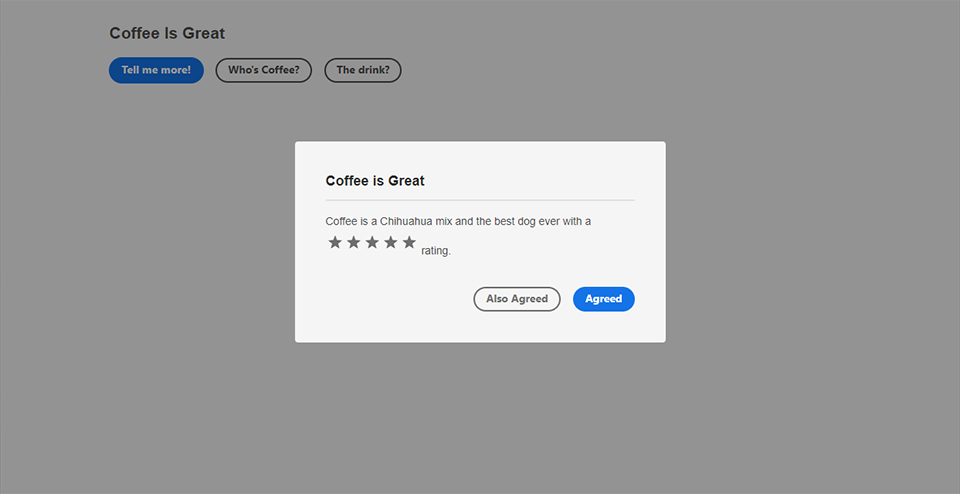 Coffee Is Great
Tell me more! Who's Coffee? The drink?
Coffee is Great
Coffee is a Chihuahua mix and the best dog ever with a
★★★★★ rating.
Also Agreed Agreed